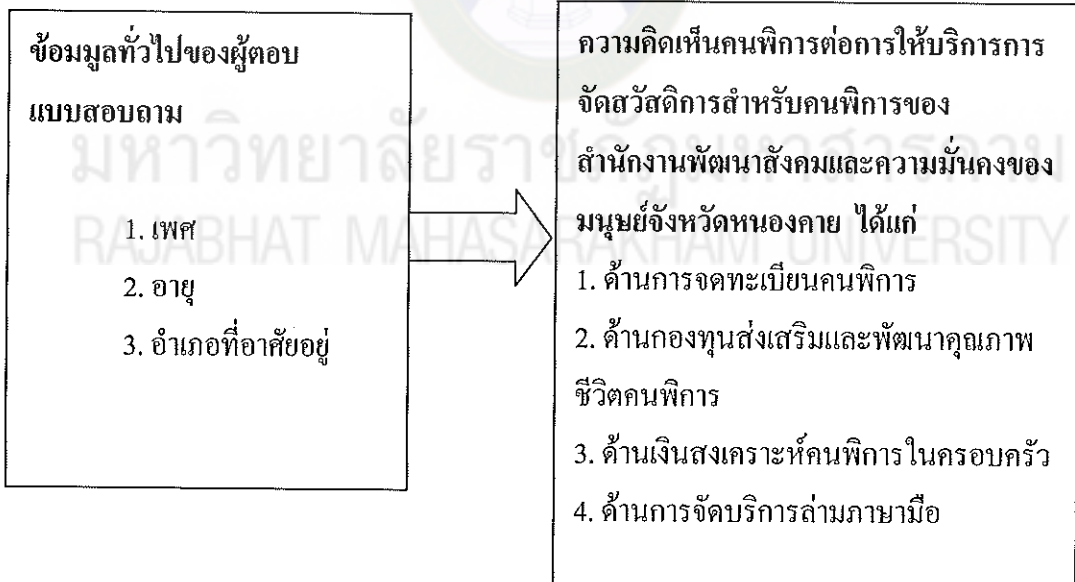 ข้อมมูลทั่วไปของผู้ตอบ
แบบสอบถาม
1. เพศ
2. อายุ
3. อำเภอที่อาศัยอยู่
ความคิดเห็นคนพิการต่อการให้บริการการ
จัดสวัสดิการสำหรับคนพิการของ
สำนักงานพัฒนาสังคมและความมั่นคงของ
มนุษย์จังหวัดหนองคาย ได้แก่
1. ด้านการจดทะเบียนคนพิการ
2. ด้านกองทุนส่งเสริมและพัฒนาคุณภาพ
ชีวิตคนพิการ
3. ด้านเงินสงเคราะห์คนพิการในครอบครัว
4. ด้านการจัดบริการล่ามภาษามือ
มหาวิทยาลัยราชภัฏมหาสารคาม
RAJABHAT MAHASARAKHAM UNIVERSITY